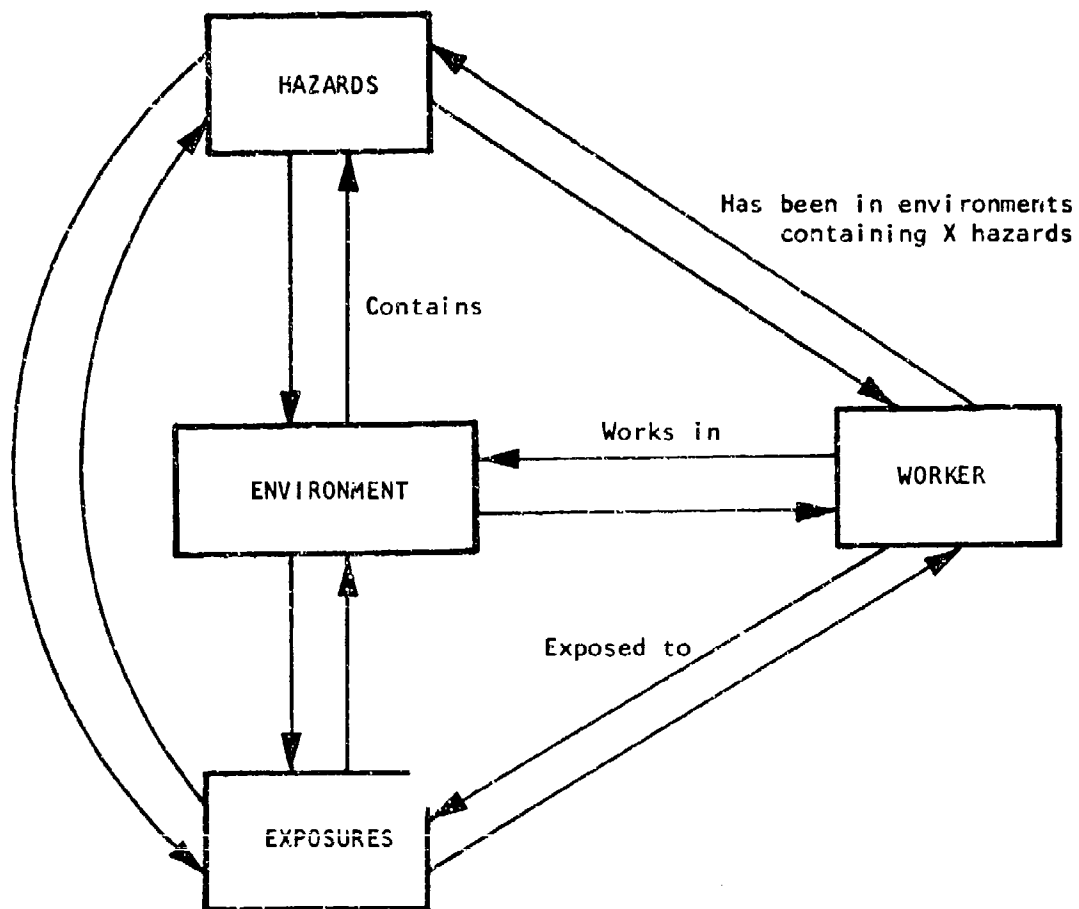 HAZARDS
Has been in environments
containing X hazards
Contains
Works in
ENVIRONMENT
WORKER
Exposed to
EXPOSURES